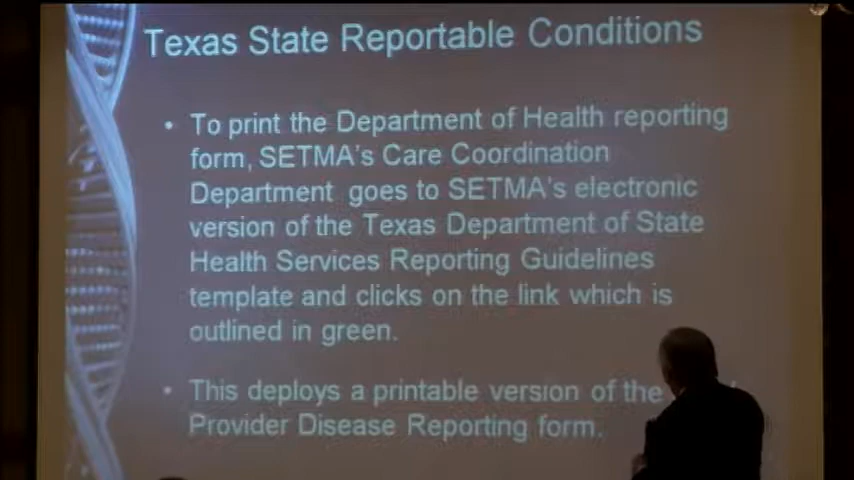 Texas State Reportable Conditions
• To print the Department of Health reporting
form, SETMA's Care Coordination
Department goes to SETMA's electronic
version of the Texas Department of State
Health Services Reporting Guidelines
template and clicks on the link which is
outlined in green.
• This deploys a printable version of the
Provider Disease Reporting form.